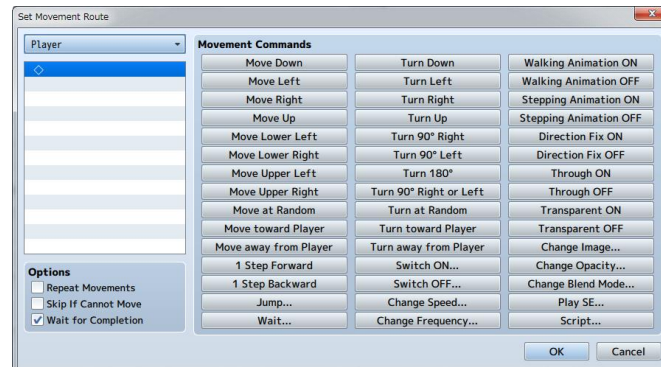 Set Movement Route
Player
Options
Repeat Movements
Skip If Cannot Move
Wait for Completion
Movement Commands
Move Down Turn Down Walking Animation ON
Move Left Turn Left Walking Animation OFF
Move Right Turn Right Stepping Animation ON
Move Up Turn Up Stepping Animation OFF
Move Lower Left Turn 90° Right Direction Fix ON
Move Lower Right Turn 90° Left Direction Fix OFF
Move Upper Left Turn 180° Through ON
Move Upper Right Turn 90° Right or Left Through OFF
Move at Random Turn at Random Transparent ON
Move toward Player Turn toward Player Transparent OFF
Move away from Player Turn away from Player Change Image...
1 Step Forward Switch ON... Change Opacity...
1 Step Backward Switch OFF... Change Blend Mode...
Jump... Change Speed... Play SE...
Wait... Change Frequency... Script...
OK Cancel